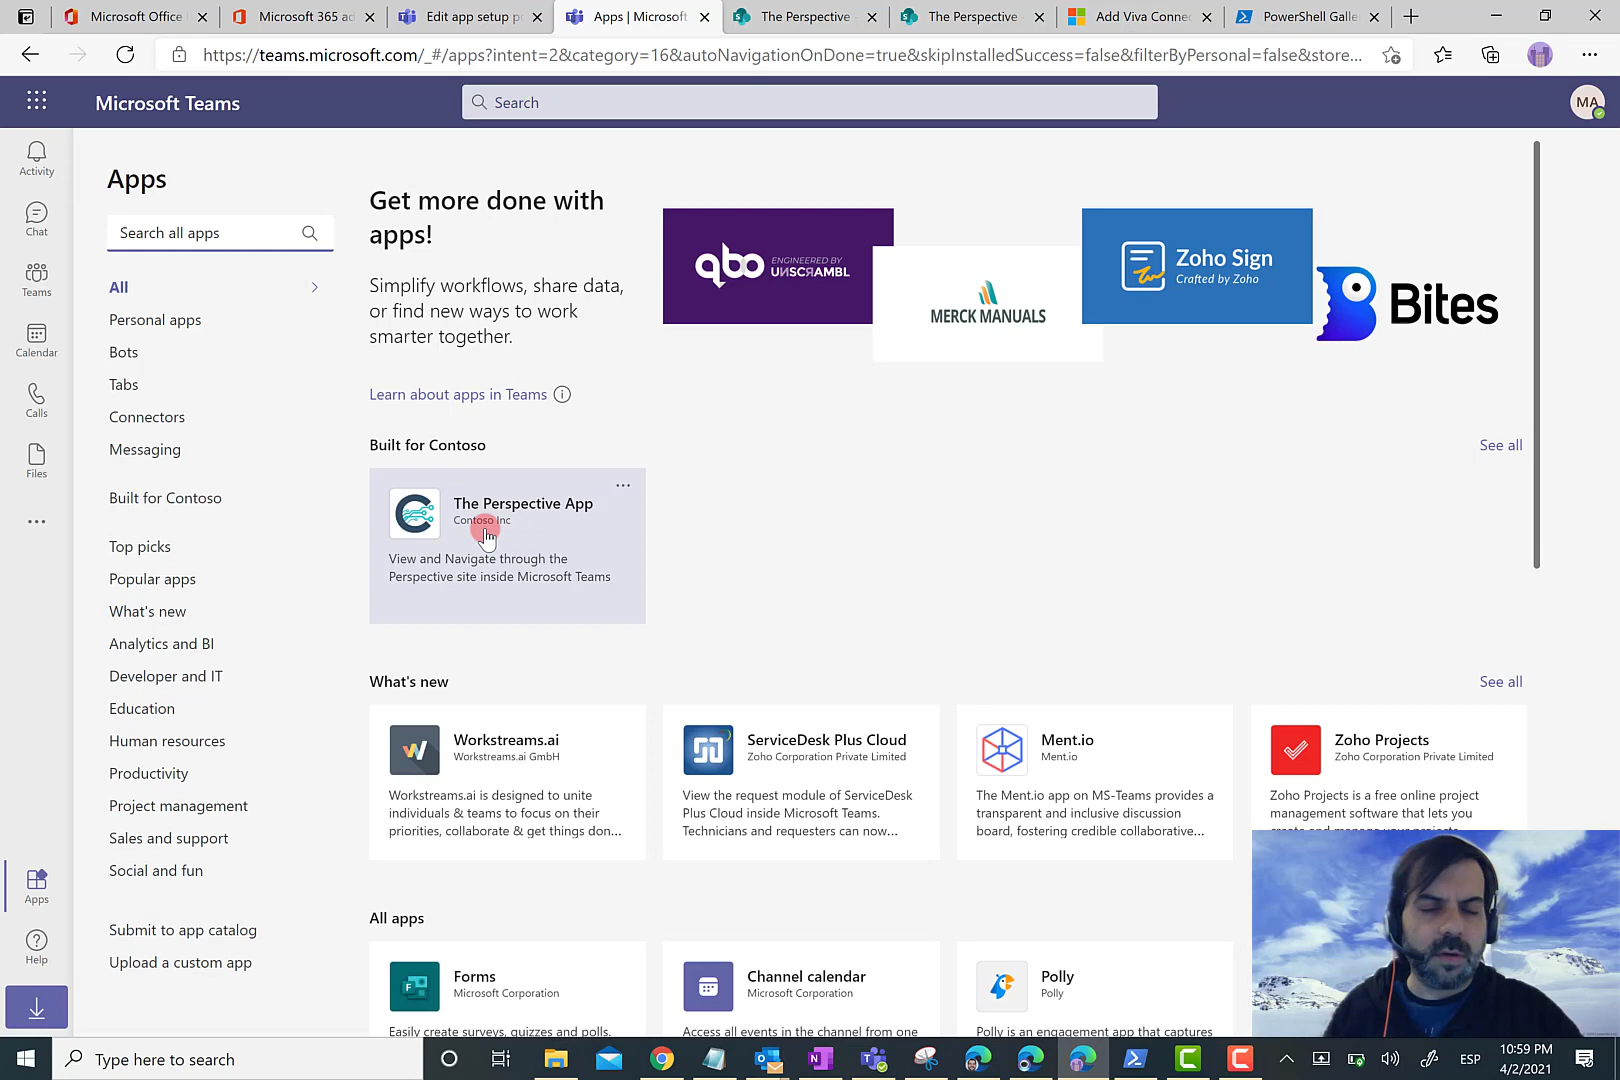 Microsoft Office
Microsoft 365 ad
Edit app setup p
Apps | Microsoft
The Perspective
The Perspective
Add Viva Conne
PowerShell Galle
https://teams.microsoft.com/_#/apps?intent=2&category=16&autoNavigationOnDone=true&skipInstalledSuccess=false&filterByPersonal=false&store...
Microsoft Teams
Search
MA
Activity
Chat
Teams
Calendar
Calls
Files
Apps
Help
Apps
Search all apps
All
Personal apps
Bots
Tabs
Connectors
Messaging
Built for Contoso
Top picks
Popular apps
What's new
Analytics and BI
Developer and IT
Education
Human resources
Productivity
Project management
Sales and support
Social and fun
Submit to app catalog
Upload a custom app
Get more done with
apps!
Simplify workflows, share data,
or find new ways to work
smarter together.
Learn about apps in Teams
qbo
ENGINEERED BY
UNSCRAMBL
MERCK MANUALS
Zoho Sign
Crafted by Zoho
Bites
Built for Contoso
See all
The Perspective App
Contoso Inc
View and Navigate through the
Perspective site inside Microsoft Teams
What's new
See all
Workstreams.ai
Workstreams.ai GmbH
Workstreams.ai is designed to unite
individuals & teams to focus on their
priorities, collaborate & get things don...
ServiceDesk Plus Cloud
Zoho Corporation Private Limited
View the request module of ServiceDesk
Plus Cloud inside Microsoft Teams.
Technicians and requesters can now...
Ment.io
Ment.io
The Ment.io app on MS-Teams provides a
transparent and inclusive discussion
board, fostering credible collaborative...
Zoho Projects
Zoho Corporation Private Limited
Zoho Projects is a free online project
management software that lets you
All apps
Forms
Microsoft Corporation
Easily create surveys, quizzes and polls.
Channel calendar
Microsoft Corporation
Access all events in the channel from one
Polly
Polly
Polly is an engagement app that captures
Type here to search
ESP
10:59 PM
4/2/2021